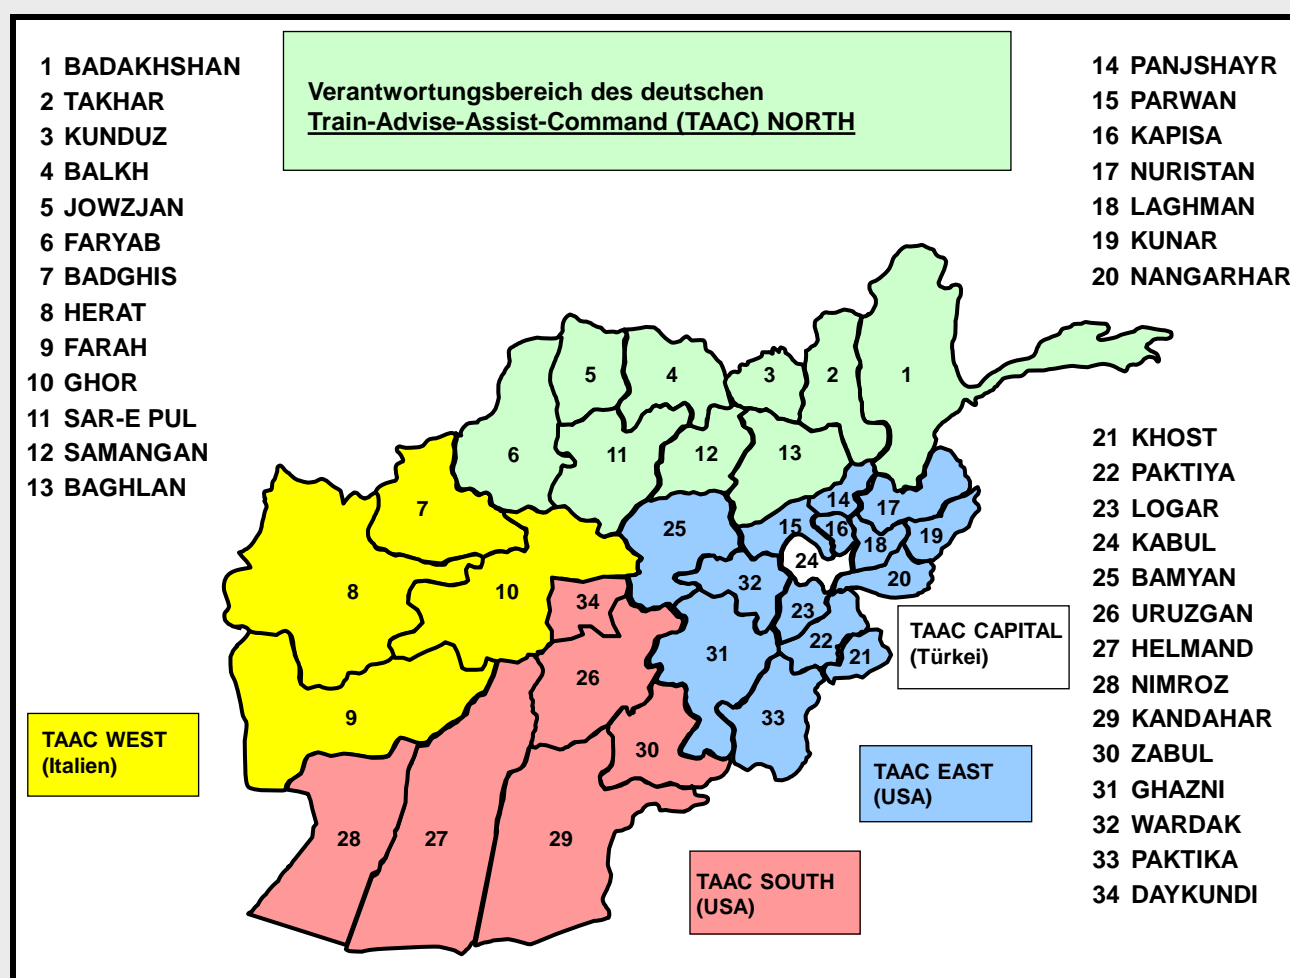 1 BADAKHSHAN
2 TAKHAR
3 KUNDUZ
4 BALKH
5 JOWZJAN
6 FARYAB
7 BADGHIS
8 HERAT
9 FARAH
10 GHOR
11 SAR-E PUL
12 SAMANGAN
13 BAGHLAN
Verantwortungsbereich des deutschen
Train-Advise-Assist-Command (TAAC) NORTH
14 PANJSHAYR
15 PARWAN
16 KAPISA
17 NURISTAN
18 LAGHMAN
19 KUNAR
20 NANGARHAR
21 KHOST
22 PAKTIYA
23 LOGAR
24 KABUL
25 BAMYAN
26 URUZGAN
27 HELMAND
28 NIMROZ
29 KANDAHAR
30 ZABUL
31 GHAZNI
32 WARDAK
33 PAKTIKA
34 DAYKUNDI
5
4
3
2
1
6
11
12
13
7
14
17
25
15
16
19
18
24
20
8
10
32
34
23
22
21
31
26
9
33
30
28
27
29
TAAC CAPITAL
(Türkei)
TAAC WEST
(Italien)
TAAC EAST
(USA)
TAAC SOUTH
(USA)